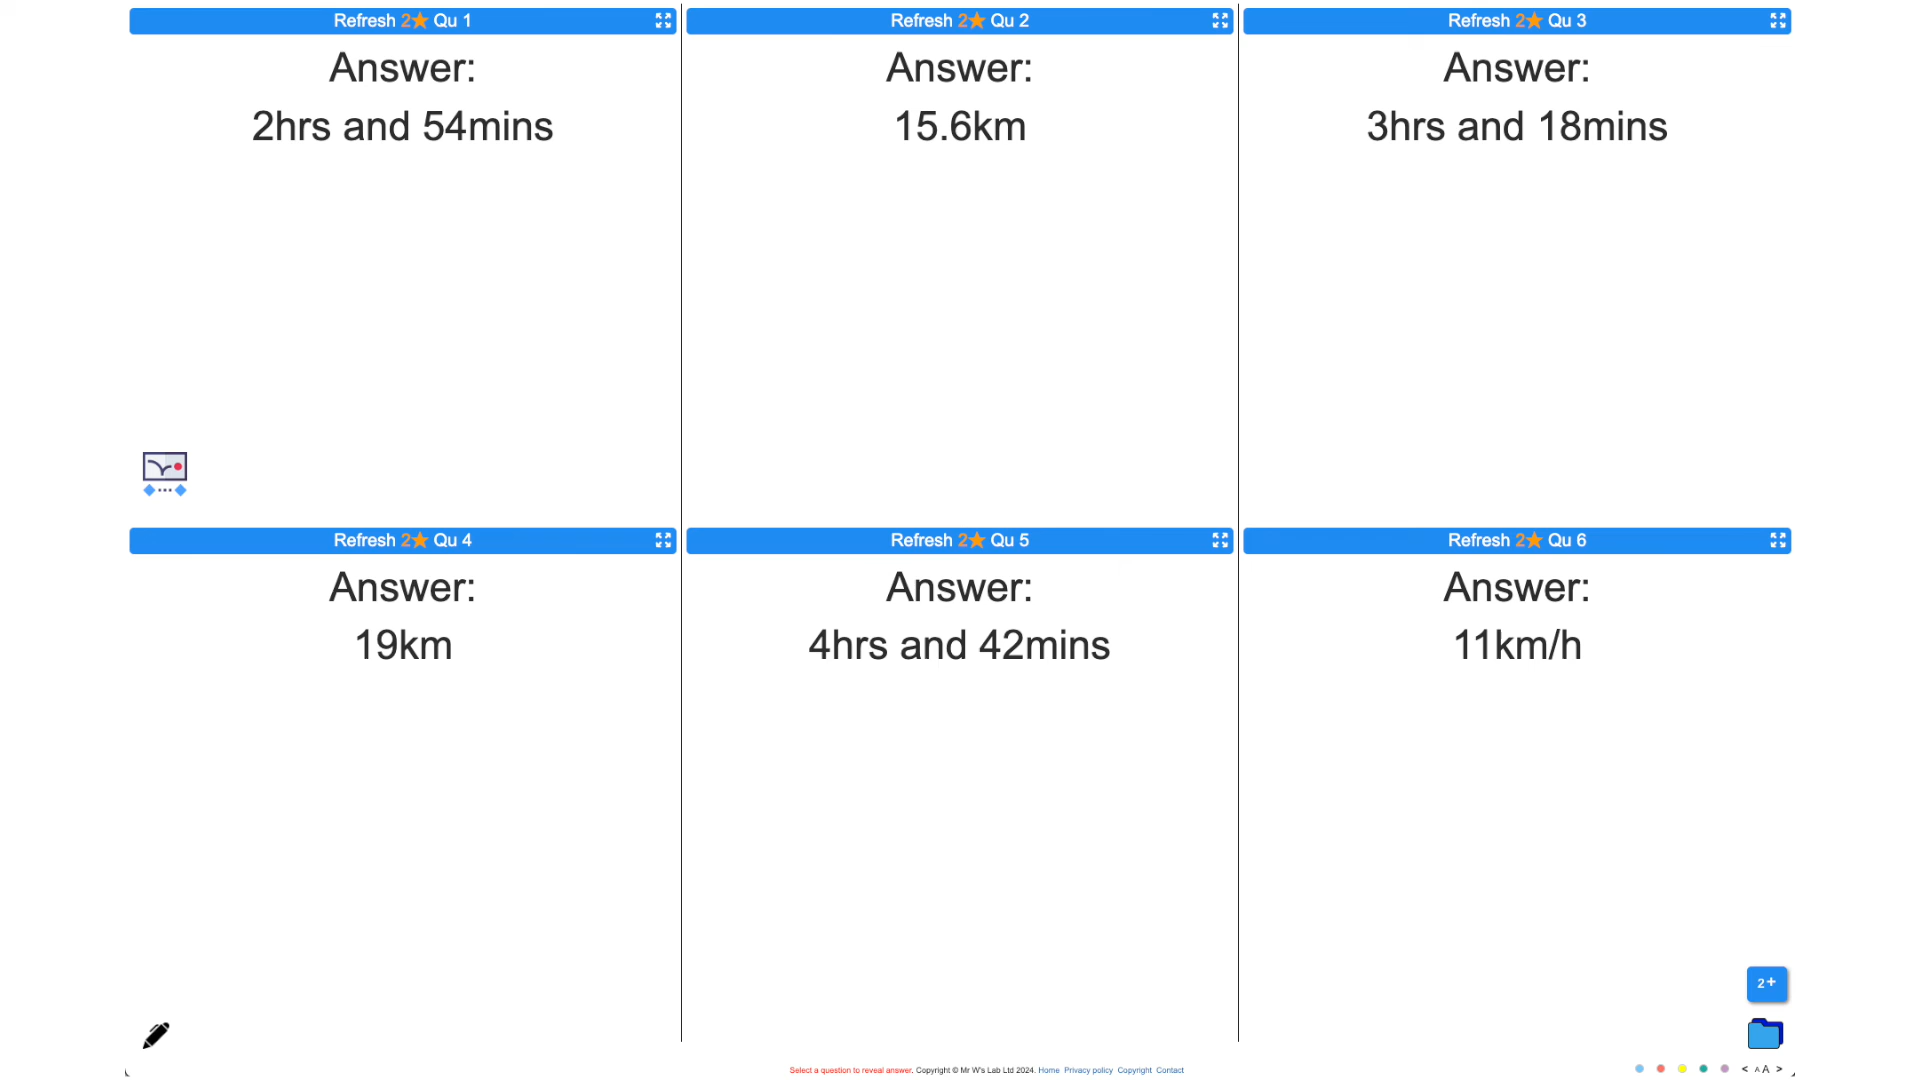 Refresh 2★ Qu 1
Answer:
2hrs and 54mins
Refresh 2★ Qu 2
Answer:
15.6km
Refresh 2★ Qu 3
Answer:
3hrs and 18mins
Refresh 2★ Qu 4
Answer:
19km
Refresh 2★ Qu 5
Answer:
4hrs and 42mins
Refresh 2★ Qu 6
Answer:
11km/h
2+
Select a question to reveal answer. Copyright © Mr W's Lab Ltd 2024. Home Privacy policy Copyright Contact
< A A >